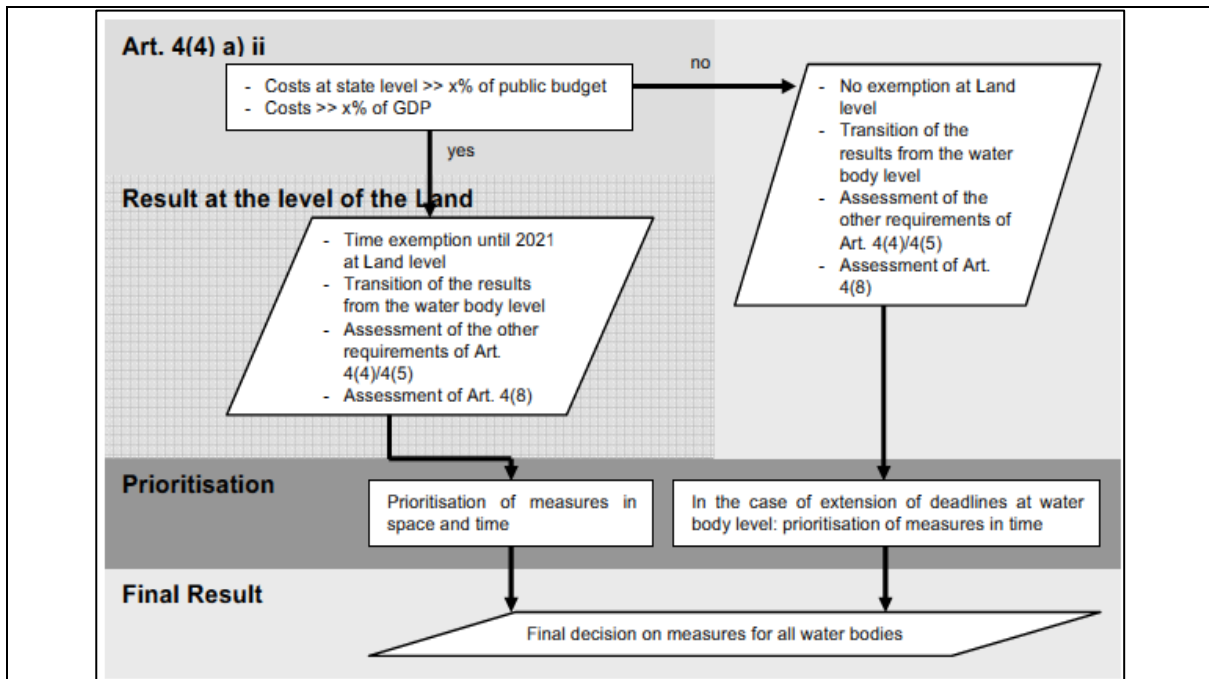 Art. 4(4) a) ii
- Costs at state level >> x% of public budget
- Costs >> x% of GDP
no
yes
- No exemption at Land
level
- Transition of the
results from the water
body level
- Assessment of the
other requirements of
Art. 4(4)/4(5)
- Assessment of Art.
4(8)
Result at the level of the Land
- Time exemption until 2021
at Land level
- Transition of the results
from the water body level
- Assessment of the other
requirements of Art.
4(4)/4(5)
- Assessment of Art. 4(8)
Prioritisation
Prioritisation of measures in
space and time
In the case of extension of deadlines at water
body level: prioritisation of measures in time
Final Result
Final decision on measures for all water bodies